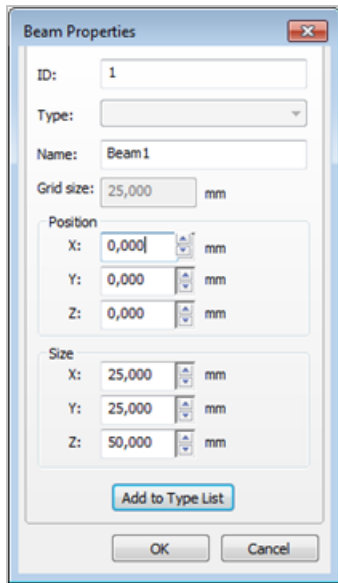 Beam Properties
ID: 1
Type:
Name: Beam1
Grid size: 25,000 mm
Position
X: 0,000 mm
Y: 0,000 mm
Z: 0,000 mm
Size
X: 25,000 mm
Y: 25,000 mm
Z: 50,000 mm
Add to Type List
OK Cancel